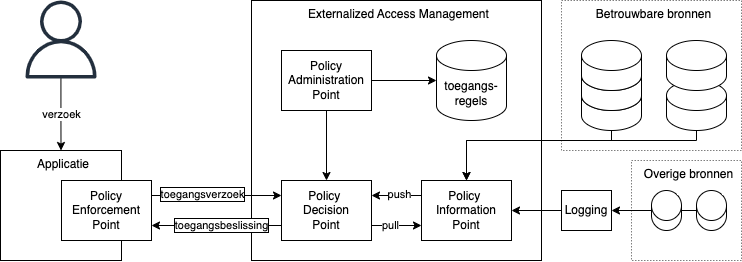 Externalized Access Management
Betrouwbare bronnen
Policy
Administration
Point
toegangs-
regels
verzoek
Applicatie
Policy
Enforcement
Point
toegangsverzoek
toegangsbeslissing
Policy
Decision
Point
push
pull
Policy
Information
Point
Logging
Overige bronnen